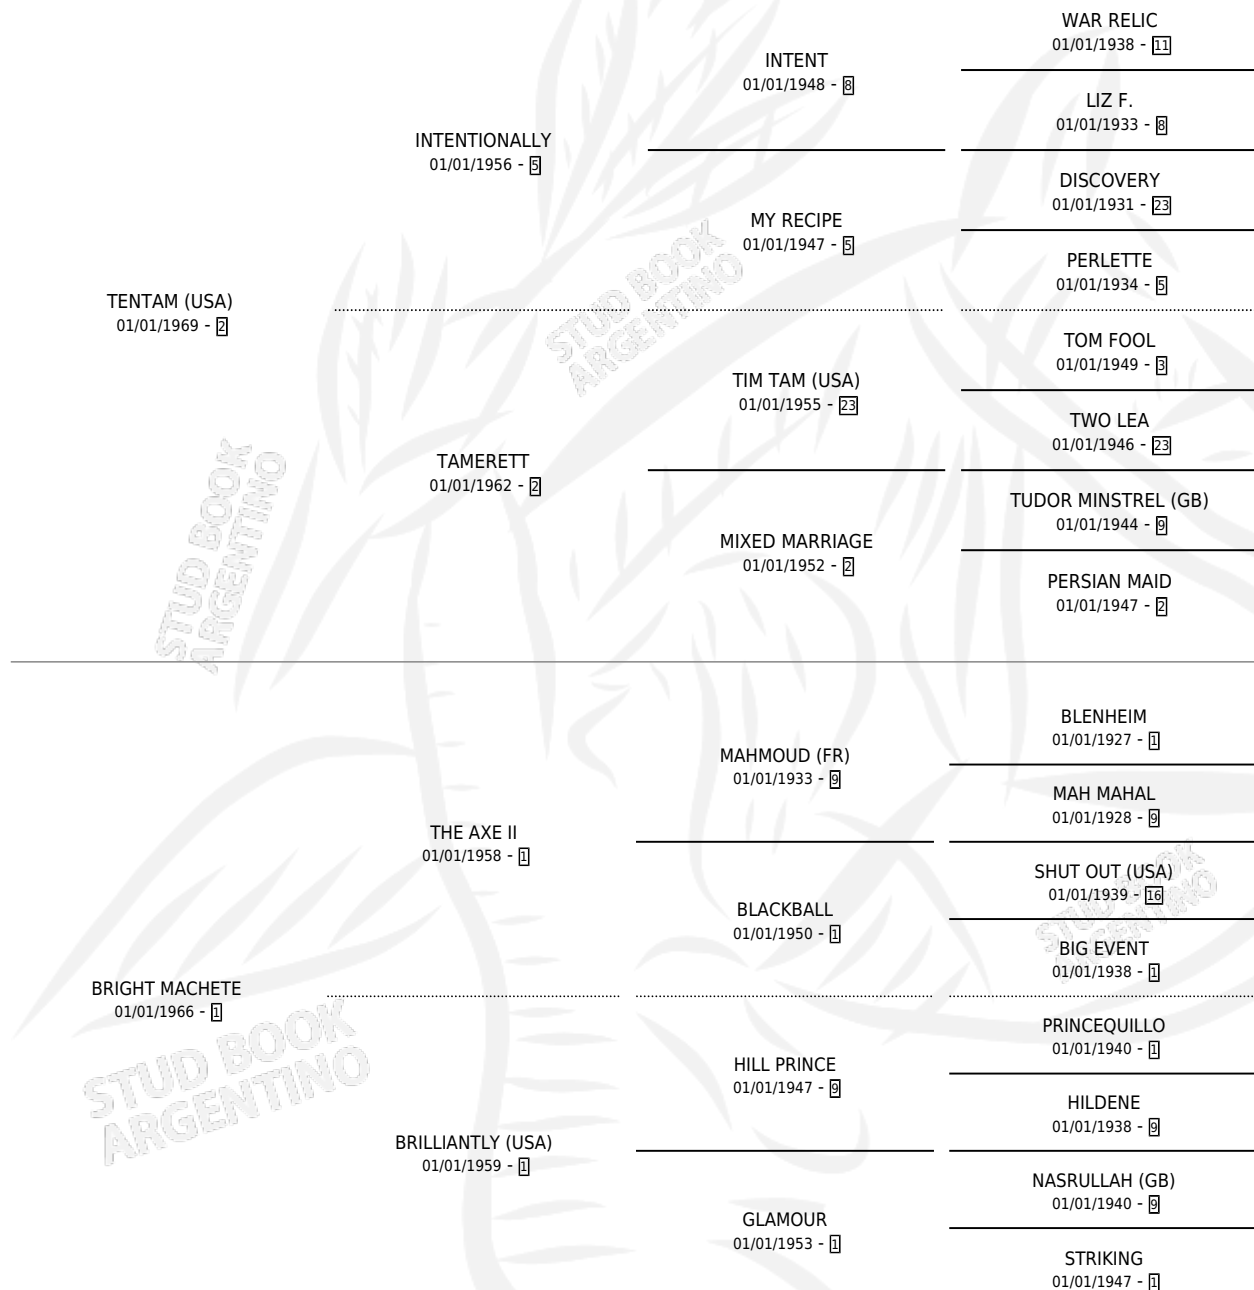 WAR RELIC
01/01/1938 - 11
INTENT
01/01/1948 - 8
LIZ F.
01/01/1933 - 8
INTENTIONALLY
01/01/1956 - 5
DISCOVERY
01/01/1931 - 23
MY RECIPE
01/01/1947 - 5
PERLETTE
01/01/1934 - 5
TENTAM (USA)
01/01/1969 - 2
TOM FOOL
01/01/1949 - 3
TIM TAM (USA)
01/01/1955 - 23
TWO LEA
01/01/1946 - 23
TAMERETT
01/01/1962 - 2
TUDOR MINSTREL (GB)
01/01/1944 - 9
MIXED MARRIAGE
01/01/1952 - 2
PERSIAN MAID
01/01/1947 - 2
BLENHEIM
01/01/1927 - 1
MAHMOUD (FR)
01/01/1933 - 9
MAH MAHAL
01/01/1928 - 9
THE AXE II
01/01/1958 - 1
SHUT OUT (USA)
01/01/1939 - 16
BLACKBALL
01/01/1950 - 1
BIG EVENT
01/01/1938 - 1
BRIGHT MACHETE
01/01/1966 - 1
PRINCEQUILLO
01/01/1940 - 1
HILL PRINCE
01/01/1947 - 9
HILDENE
01/01/1938 - 9
BRILLIANTLY (USA)
01/01/1959 - 1
NASRULLAH (GB)
01/01/1940 - 9
GLAMOUR
01/01/1953 - 1
STRIKING
01/01/1947 - 1
STUD BOOK
ARGENTINO
STUD BOOK
ARGENTINO
STUD BOOK
ARGENTINO
STUD BOOK
ARGENTINO